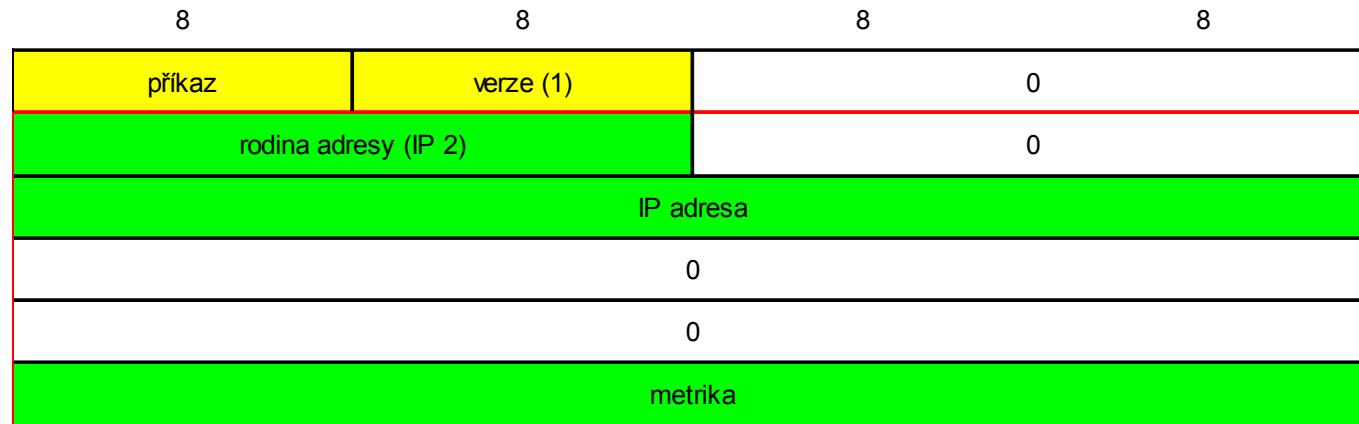 8 8 8 8
příkaz verze (1) 0
rodina adresy (IP 2) 0
IP adresa
0
0
metrika